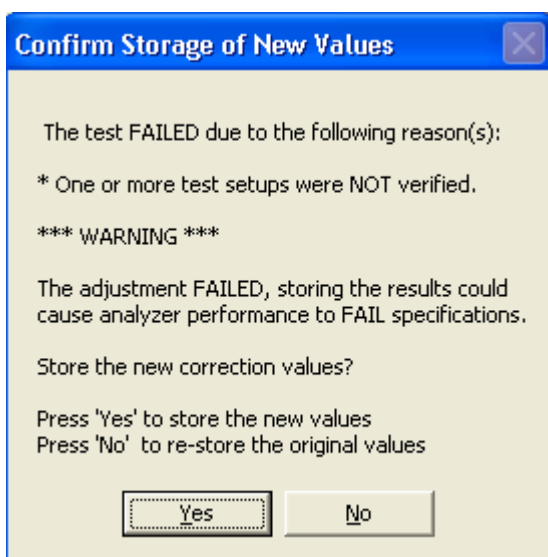 Confirm Storage of New Values
The test FAILED due to the following reason(s):
* One or more test setups were NOT verified.
*** WARNING ***
The adjustment FAILED, storing the results could
cause analyzer performance to FAIL specifications.
Store the new correction values?
Press 'Yes' to store the new values
Press 'No' to re-store the original values
Yes No